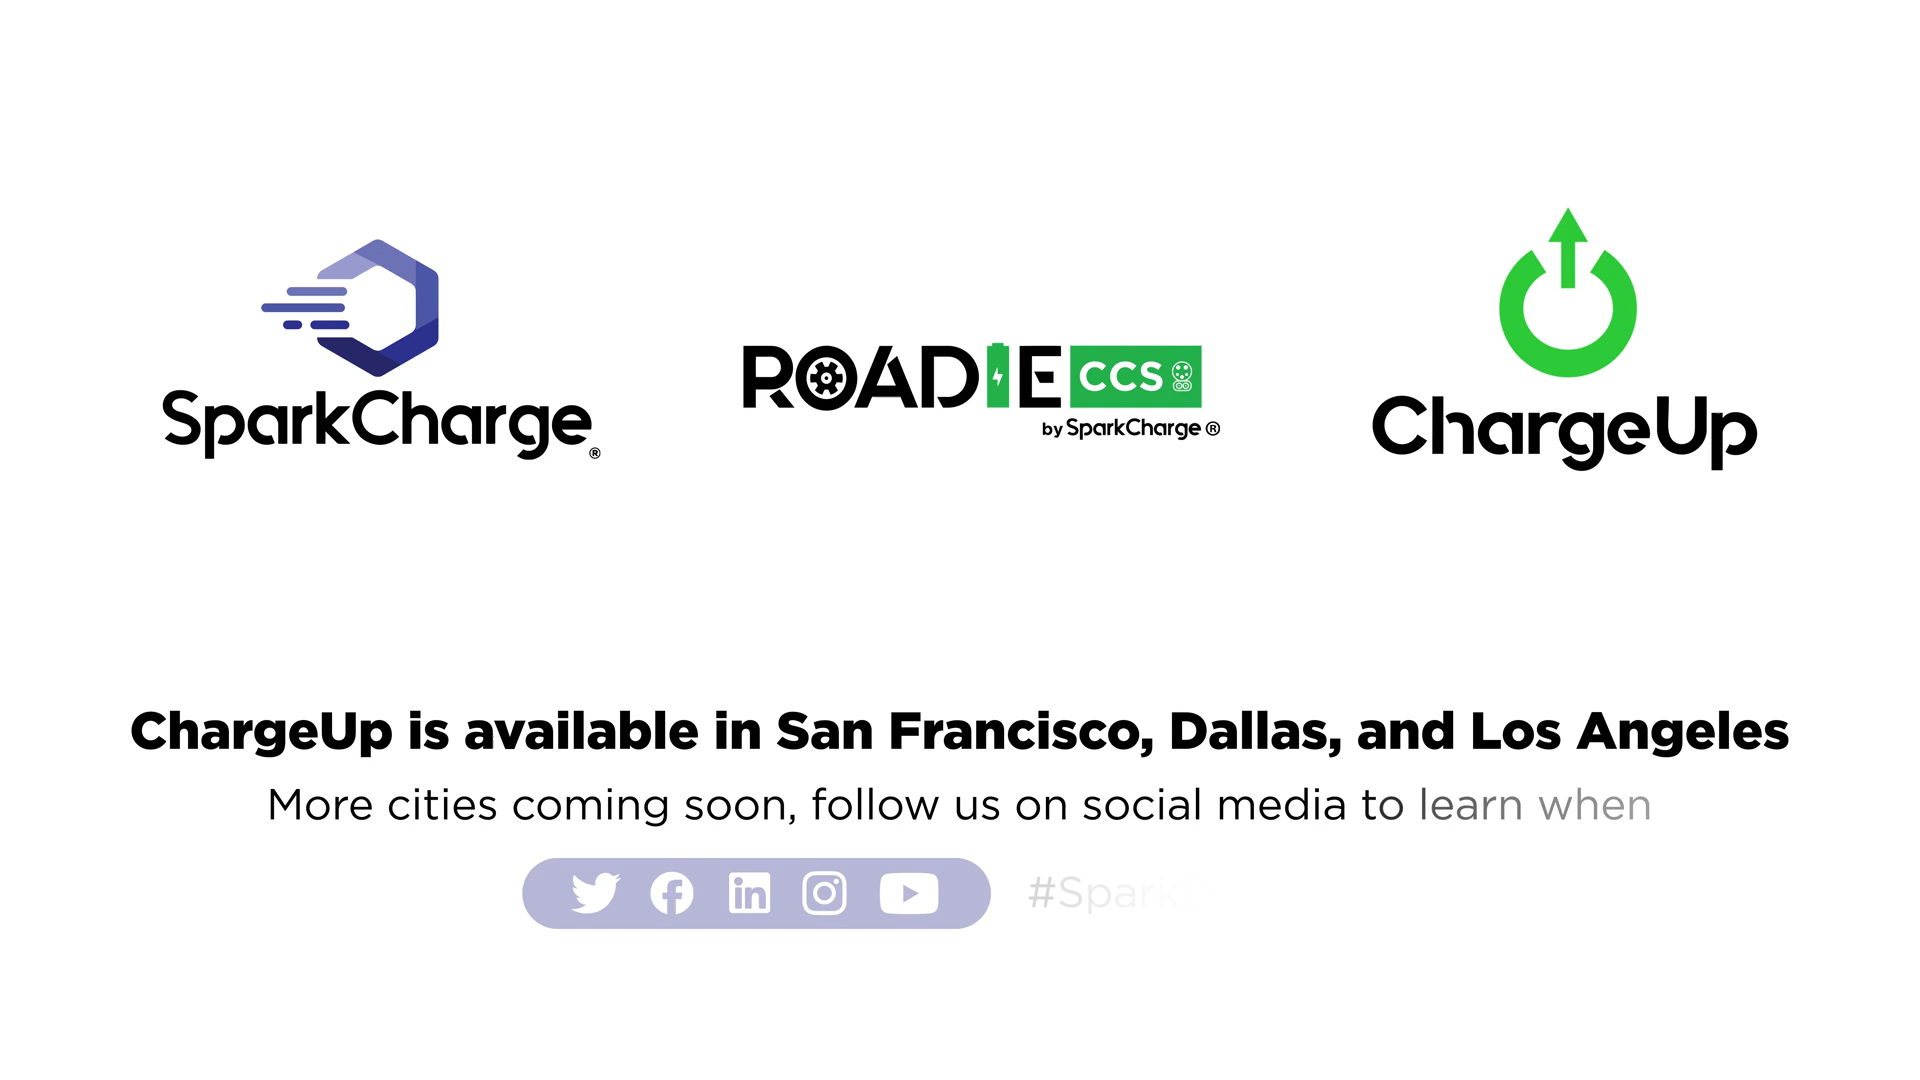 SparkCharge®
ROADIE CCS
by SparkCharge ®
ChargeUp
ChargeUp is available in San Francisco, Dallas, and Los Angeles
More cities coming soon, follow us on social media to learn when
#Spark